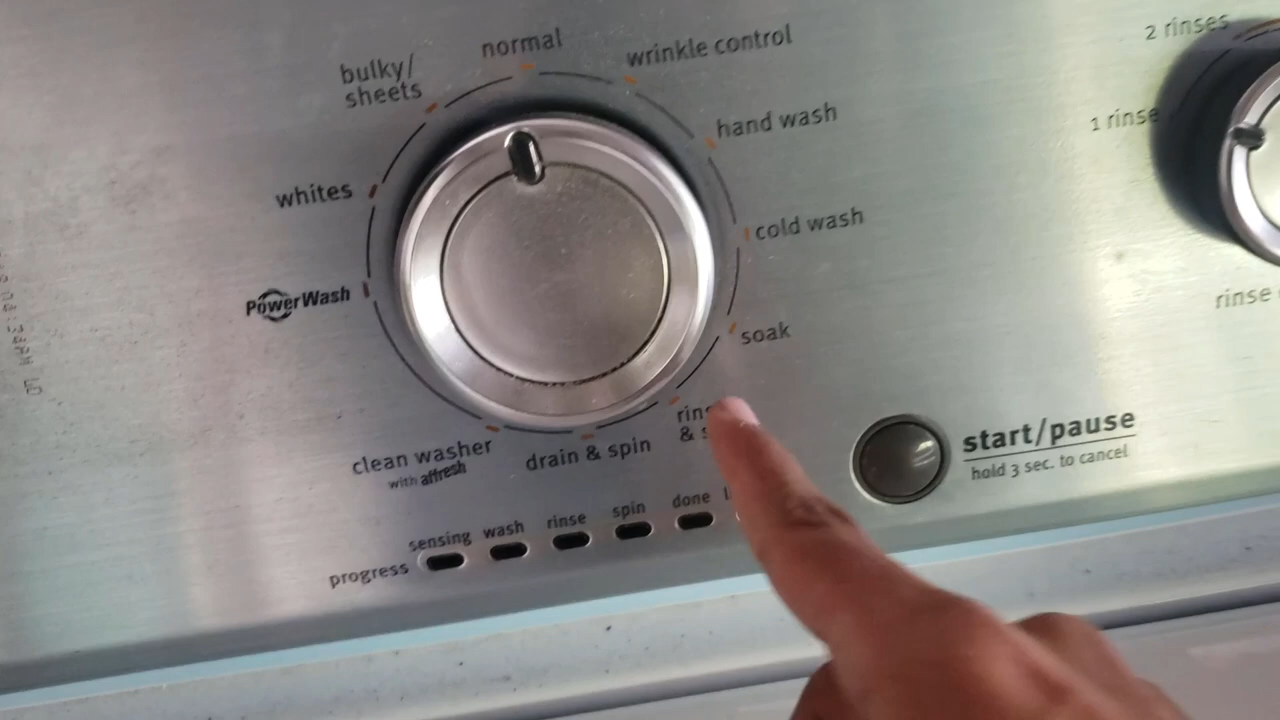 normal
wrinkle control
2 rinses
bulky/
sheets
hand wash
1 rinse
whites
cold wash
PowerWash
rinse
soak
&
start/pause
clean washer
drain & spin
hold 3 sec. to cancel
with affresh
sensing wash rinse spin done
progress